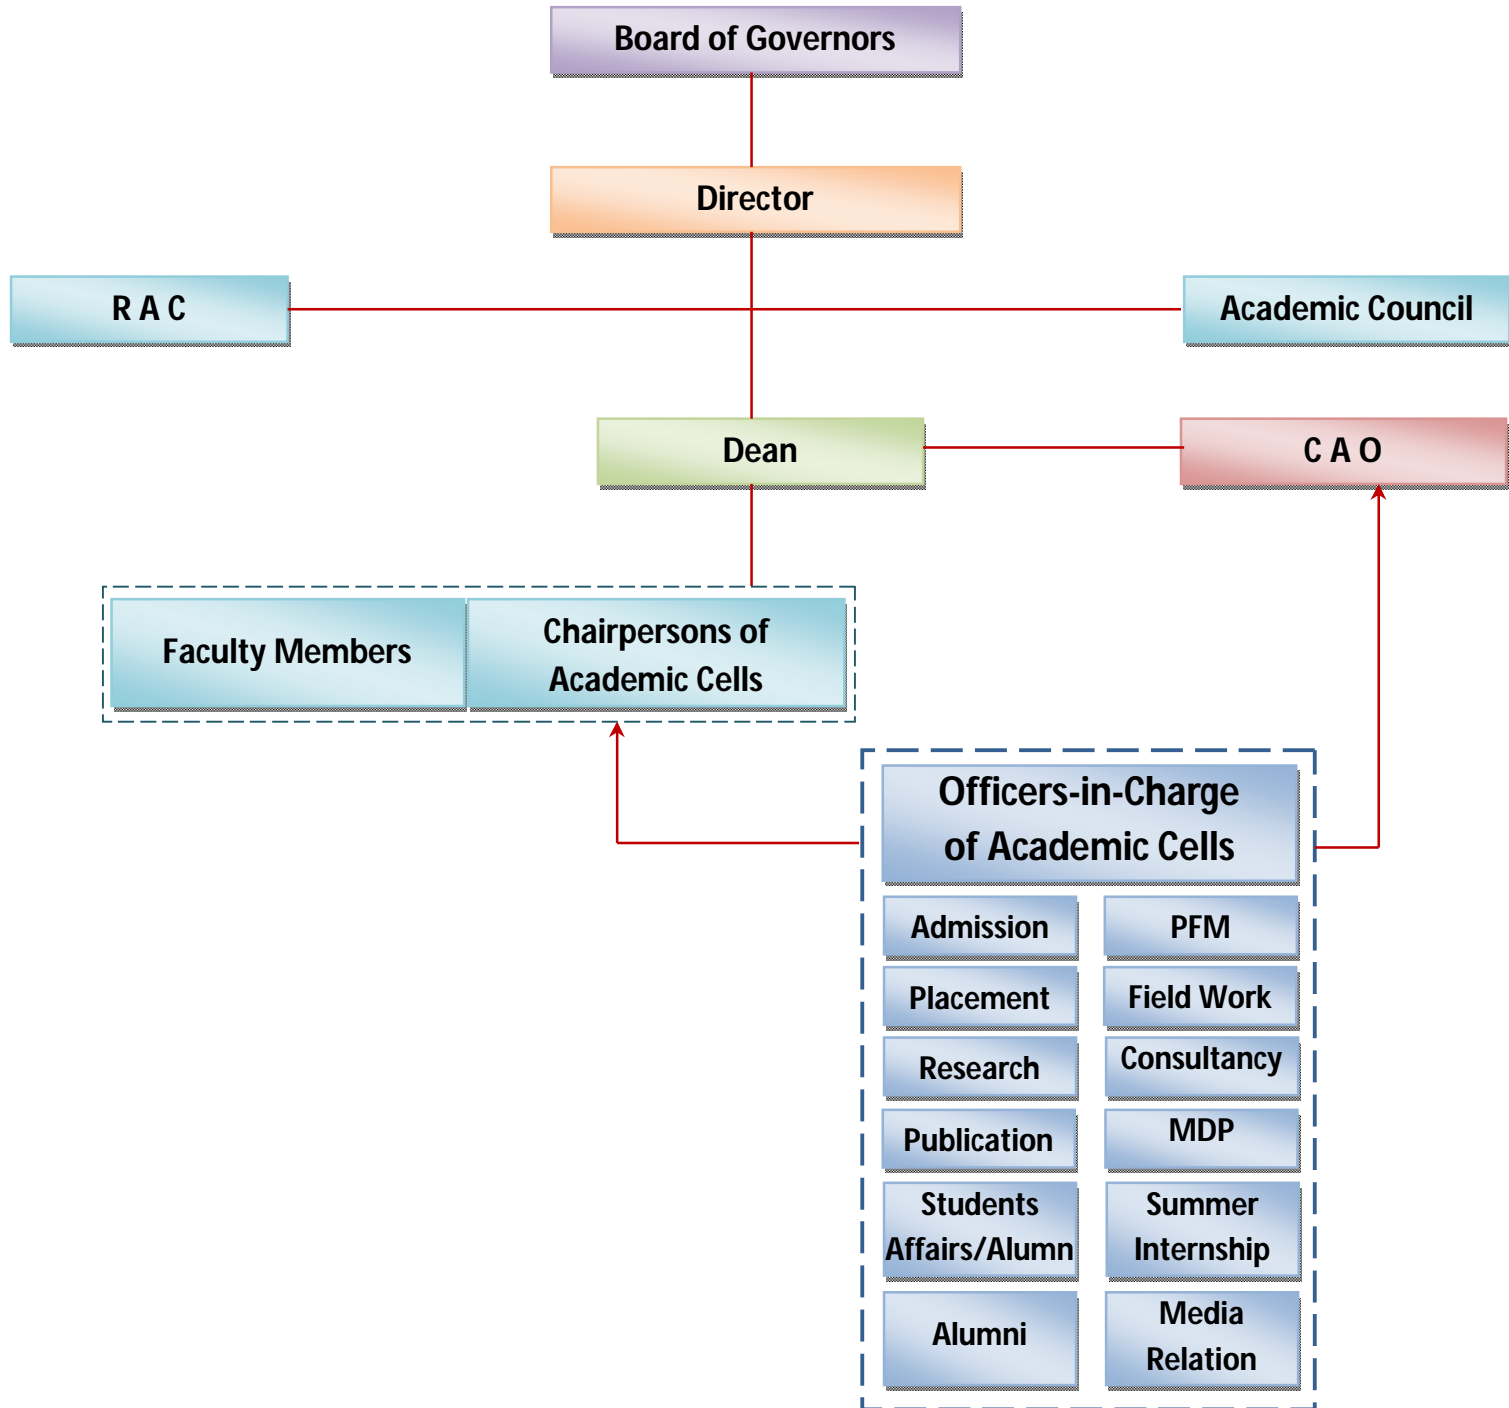 Board of Governors
Director
R A C
Academic Council
Dean
C A O
Faculty Members
Chairpersons of
Academic Cells
Officers-in-Charge
of Academic Cells
Admission
PFM
Placement
Field Work
Research
Consultancy
Publication
MDP
Students
Affairs/Alumn
Summer
Internship
Alumni
Media
Relation